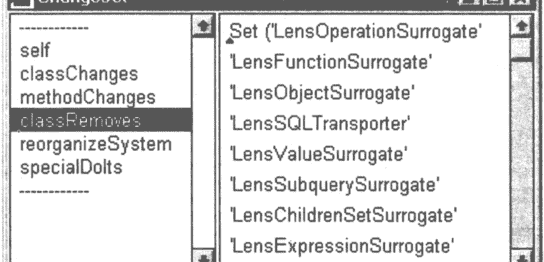 ChangeSet
------------
self
classChanges
methodChanges
classRemoves
reorganizeSystem
specialDoIts
------------
Set ('LensOperationSurrogate'
'LensFunctionSurrogate'
'LensObjectSurrogate'
'LensSQLTransporter'
'LensValueSurrogate'
'LensSubquerySurrogate'
'LensChildrenSetSurrogate'
'LensExpressionSurrogate'